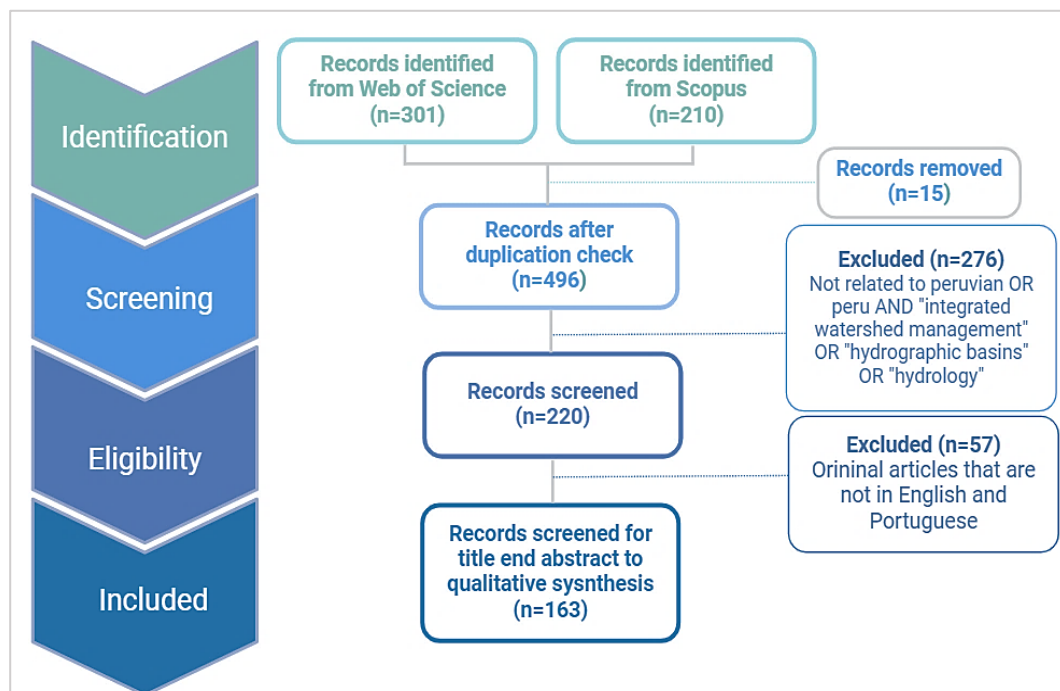 Identification
Records identified
from Web of Science
(n=301)
Records identified
from Scopus
(n=210)
Records removed
(n=15)
Screening
Records after
duplication check
(n=496)
Excluded (n=276)
Not related to peruvian OR
peru AND "integrated
watershed management"
OR "hydrographic basins"
OR "hydrology"
Eligibility
Records screened
(n=220)
Excluded (n=57)
Orininal articles that are
not in English and
Portuguese
Included
Records screened for
title end abstract to
qualitative sysnthesis
(n=163)